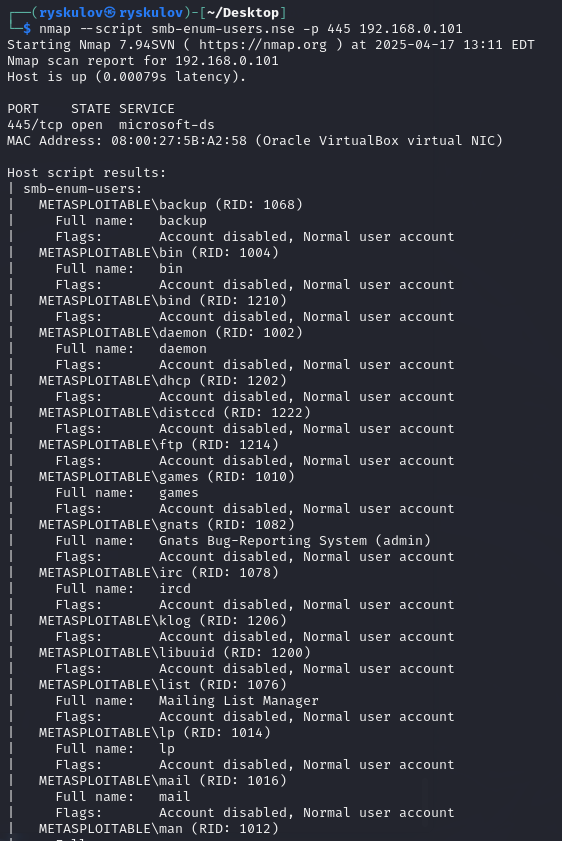 ┌──(ryskulov㉿ryskulov)-[~/Desktop]
└─$ nmap --script smb-enum-users.nse -p 445 192.168.0.101
Starting Nmap 7.94SVN ( https://nmap.org ) at 2025-04-17 13:11 EDT
Nmap scan report for 192.168.0.101
Host is up (0.00079s latency).

PORT    STATE SERVICE
445/tcp open  microsoft-ds
MAC Address: 08:00:27:5B:A2:58 (Oracle VirtualBox virtual NIC)

Host script results:
| smb-enum-users:
|   METASPLOITABLE\backup (RID: 1068)
|     Full name:   backup
|     Flags:       Account disabled, Normal user account
|   METASPLOITABLE\bin (RID: 1004)
|     Full name:   bin
|     Flags:       Account disabled, Normal user account
|   METASPLOITABLE\bind (RID: 1210)
|     Flags:       Account disabled, Normal user account
|   METASPLOITABLE\daemon (RID: 1002)
|     Full name:   daemon
|     Flags:       Account disabled, Normal user account
|   METASPLOITABLE\dhcp (RID: 1202)
|     Flags:       Account disabled, Normal user account
|   METASPLOITABLE\distccd (RID: 1222)
|     Flags:       Account disabled, Normal user account
|   METASPLOITABLE\ftp (RID: 1214)
|     Flags:       Account disabled, Normal user account
|   METASPLOITABLE\games (RID: 1010)
|     Full name:   games
|     Flags:       Account disabled, Normal user account
|   METASPLOITABLE\gnats (RID: 1082)
|     Full name:   Gnats Bug-Reporting System (admin)
|     Flags:       Account disabled, Normal user account
|   METASPLOITABLE\irc (RID: 1078)
|     Full name:   ircd
|     Flags:       Account disabled, Normal user account
|   METASPLOITABLE\klog (RID: 1206)
|     Flags:       Account disabled, Normal user account
|   METASPLOITABLE\libuuid (RID: 1200)
|     Flags:       Account disabled, Normal user account
|   METASPLOITABLE\list (RID: 1076)
|     Full name:   Mailing List Manager
|     Flags:       Account disabled, Normal user account
|   METASPLOITABLE\lp (RID: 1014)
|     Full name:   lp
|     Flags:       Account disabled, Normal user account
|   METASPLOITABLE\mail (RID: 1016)
|     Full name:   mail
|     Flags:       Account disabled, Normal user account
|   METASPLOITABLE\man (RID: 1012)